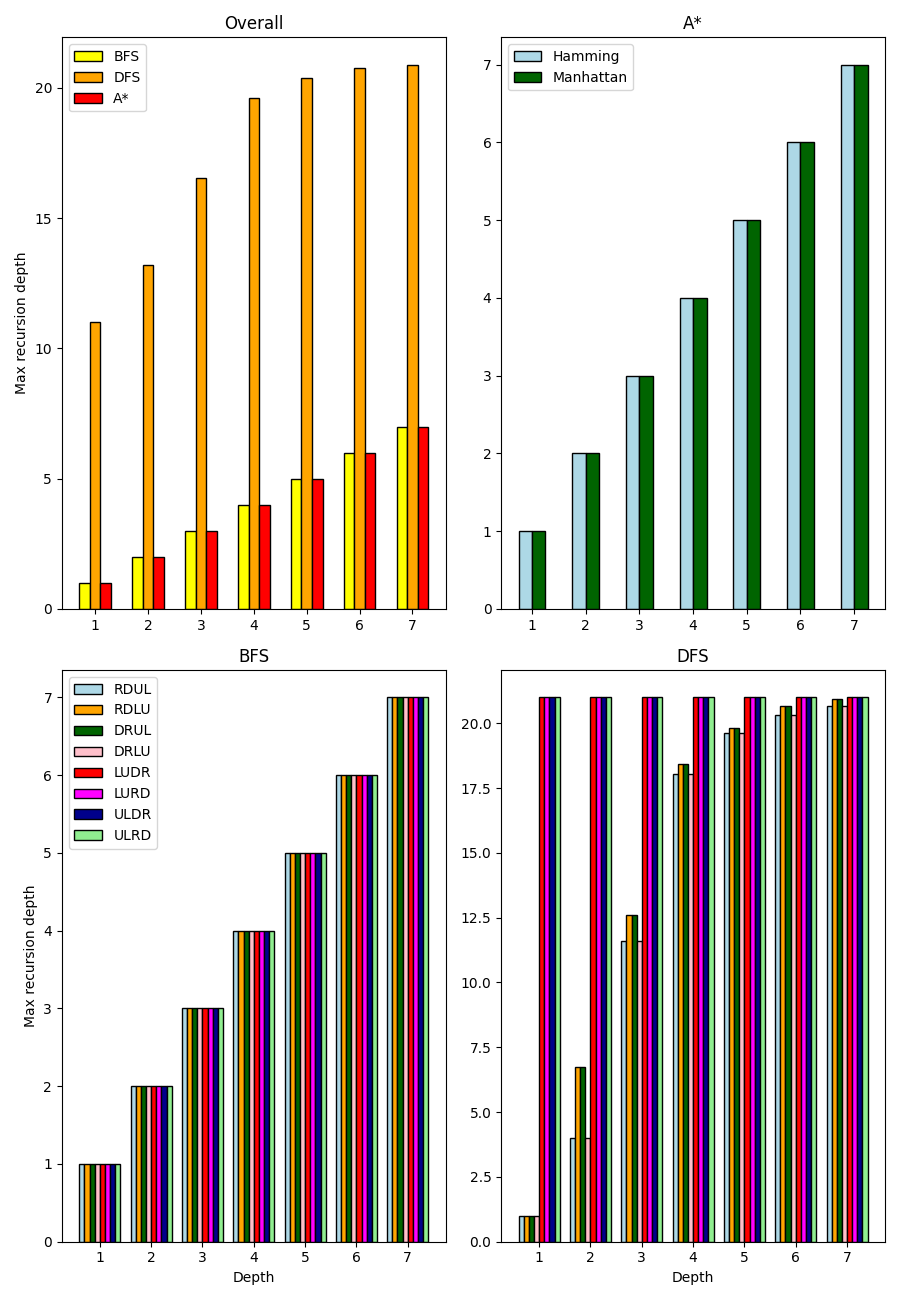 Overall
BFS
DFS
A*
Max recursion depth
20
15
10
5
0
1 2 3 4 5 6 7
A*
Hamming
Manhattan
7
6
5
4
3
2
1
0
1 2 3 4 5 6 7
BFS
RDUL
RDLU
DRUL
DRLU
LUDR
LURD
ULDR
ULRD
Max recursion depth
7
6
5
4
3
2
1
0
1 2 3 4 5 6 7
Depth
DFS
20.0
17.5
15.0
12.5
10.0
7.5
5.0
2.5
0.0
1 2 3 4 5 6 7
Depth